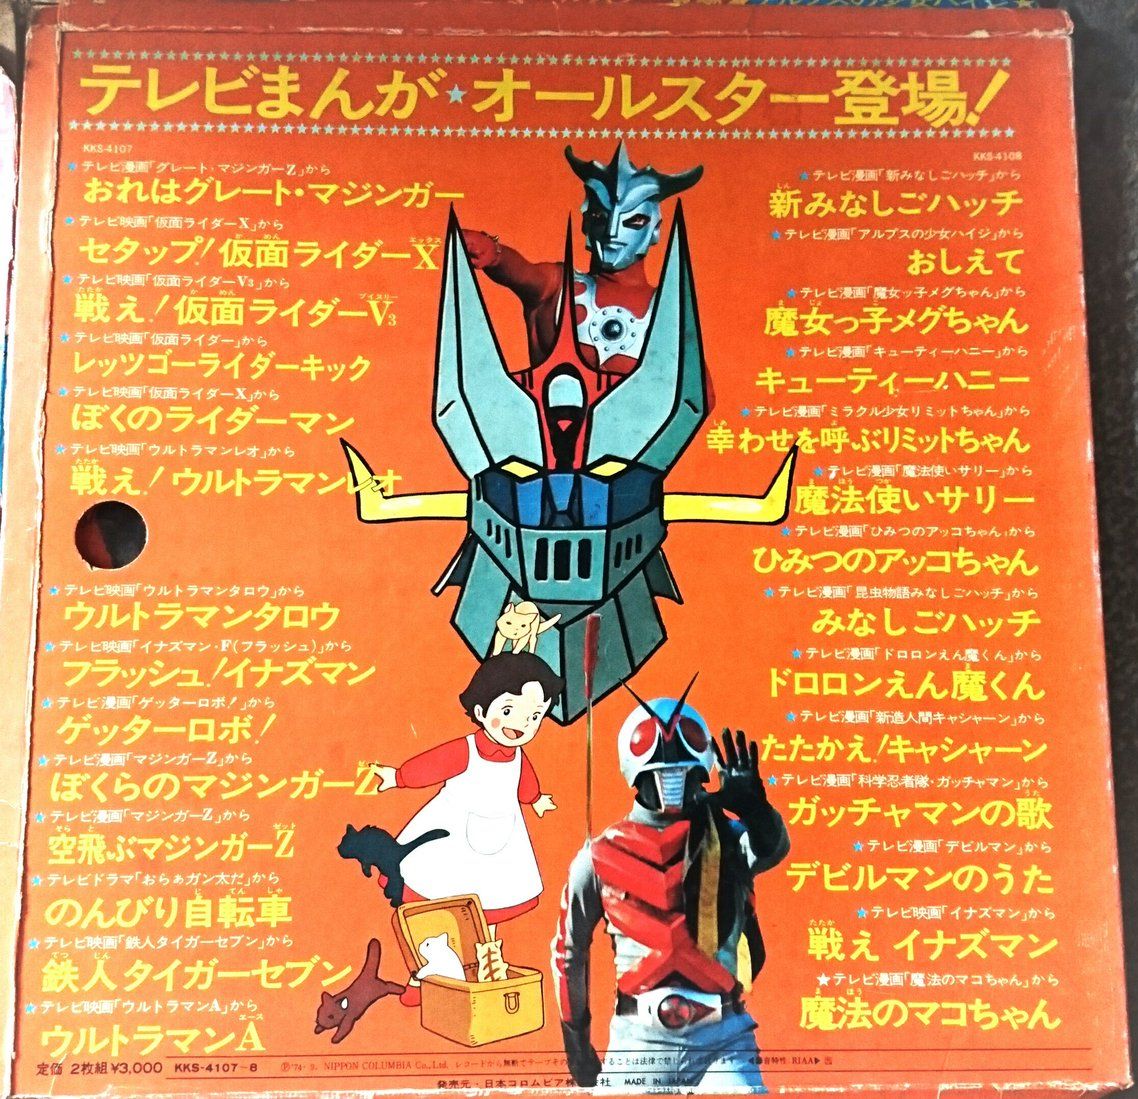 テレビまんが★オールスター登場!
KKS-4107
★テレビ漫画「グレート・マジンガーZ」から
おれはグレート・マジンガー
★テレビ映画「仮面ライダーX」から
セタップ!仮面ライダーX
★テレビ映画「仮面ライダーV3」から
戦え!仮面ライダーV3
★テレビ映画「仮面ライダー」から
レッツゴーライダーキック
★テレビ映画「仮面ライダーX」から
ぼくのライダーマン
★テレビ映画「ウルトラマンレオ」から
戦え!ウルトラマンレオ
★テレビ映画「ウルトラマンタロウ」から
ウルトラマンタロウ
★テレビ映画「イナズマン・F(フラッシュ)から
フラッシュ!イナズマン
★テレビ漫画「ゲッターロボ!」から
ゲッターロボ!
★テレビ漫画「マジンガーZ」から
ぼくらのマジンガーZ
★テレビ漫画「マジンガーZ」から
空飛ぶマジンガーZ
★テレビドラマ「おらぁガン太だ」から
のんびり自転車
★テレビ映画「鉄人タイガーセブン」から
鉄人タイガーセブン
★テレビ映画「ウルトラマンA」から
ウルトラマンA
KKS-4108
★テレビ漫画「新みなしごハッチ」から
新みなしごハッチ
★テレビ漫画「アルプスの少女ハイジ」から
おしえて
★テレビ漫画「魔女っ子メグちゃん」から
魔女っ子メグちゃん
★テレビ漫画「キューティーハニー」から
キューティーハニー
★テレビ漫画「ミラクル少女リミットちゃん」から
幸わせを呼ぶリミットちゃん
★テレビ漫画「魔法使いサリー」から
魔法使いサリー
★テレビ漫画「ひみつのアッコちゃん」から
ひみつのアッコちゃん
★テレビ漫画「昆虫物語みなしごハッチ」から
みなしごハッチ
★テレビ漫画「ドロロンえん魔くん」から
ドロロンえん魔くん
★テレビ漫画「新造人間キャシャーン」から
たたかえ!キャシャーン
★テレビ漫画「科学忍者隊・ガッチャマン」から
ガッチャマンの歌
★テレビ漫画「デビルマン」から
デビルマンのうた
★テレビ映画「イナズマン」から
戦え イナズマン
★テレビ漫画「魔法のマコちゃん」から
魔法のマコちゃん
定価 2枚組¥3,000 KKS-4107~8
Ⓟ'74・9. NIPPON COLUMBIA Co., Ltd. レコードから無断でテープその することは法律で禁じられ RIAA
発売元・日本コロムビア株 会社 MADE IN JAPAN